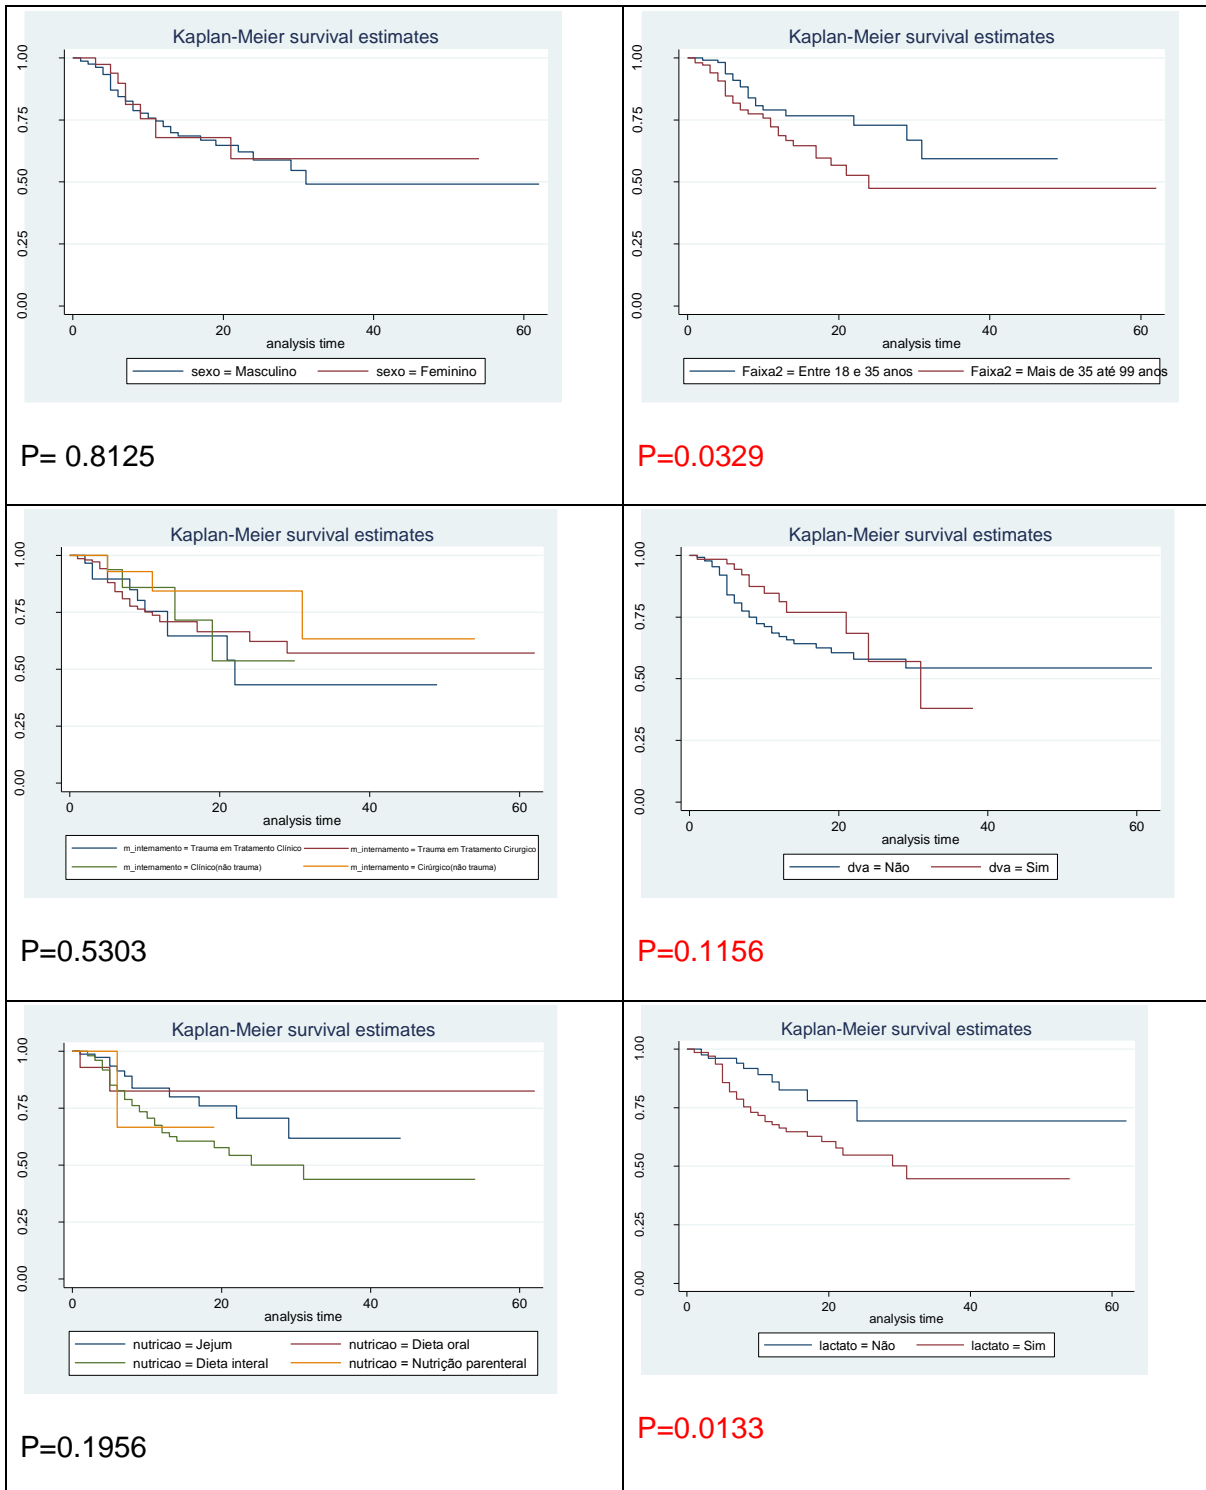 Kaplan-Meier survival estimates
1.00
0.75
0.50
0.25
0.00
0 20 40 60
analysis time
sexo = Masculino sexo = Feminino
P= 0.8125
Kaplan-Meier survival estimates
1.00
0.75
0.50
0.25
0.00
0 20 40 60
analysis time
Faixa2 = Entre 18 e 35 anos Faixa2 = Mais de 35 até 99 anos
P=0.0329
Kaplan-Meier survival estimates
1.00
0.75
0.50
0.25
0.00
0 20 40 60
analysis time
m_internamento = Trauma em Tratamento Clínico m_internamento = Trauma em Tratamento Cirurgico
m_internamento = Clínico(não trauma) m_internamento = Cirúrgico(não trauma)
P=0.5303
Kaplan-Meier survival estimates
1.00
0.75
0.50
0.25
0.00
0 20 40 60
analysis time
dva = Não dva = Sim
P=0.1156
Kaplan-Meier survival estimates
1.00
0.75
0.50
0.25
0.00
0 20 40 60
analysis time
nutricao = Jejum nutricao = Dieta oral
nutricao = Dieta interal nutricao = Nutrição parenteral
P=0.1956
Kaplan-Meier survival estimates
1.00
0.75
0.50
0.25
0.00
0 20 40 60
analysis time
lactato = Não lactato = Sim
P=0.0133